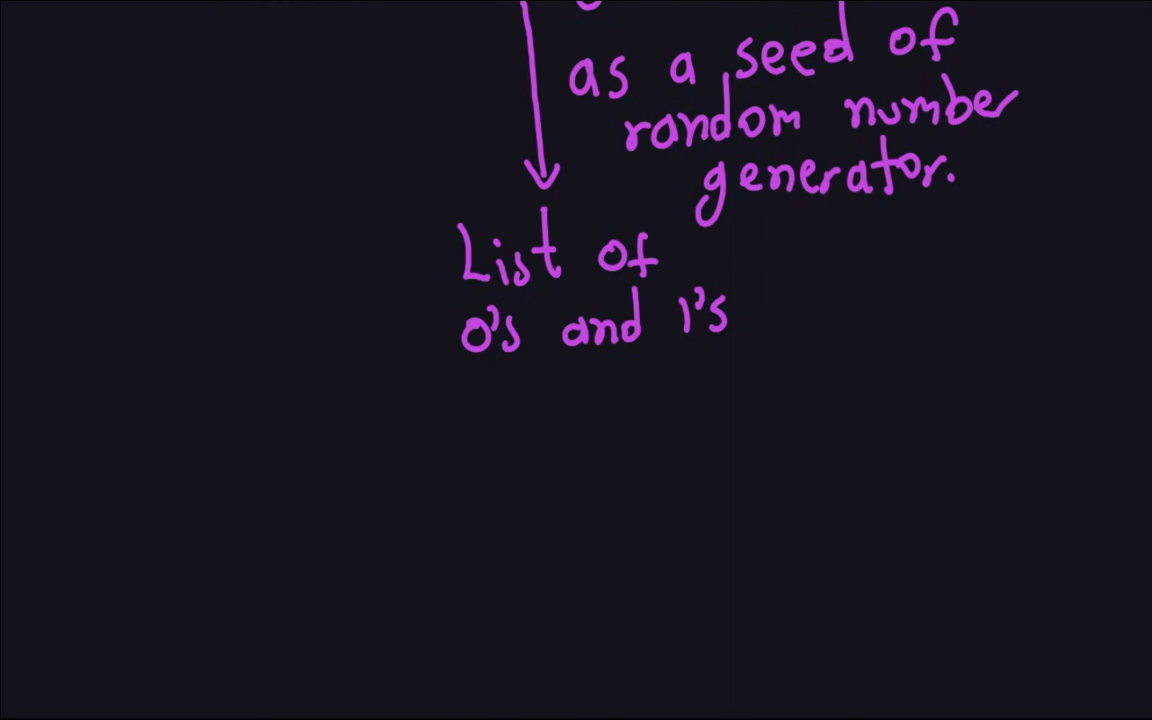 as a seed of
random number
generator.
List of
0's and 1's